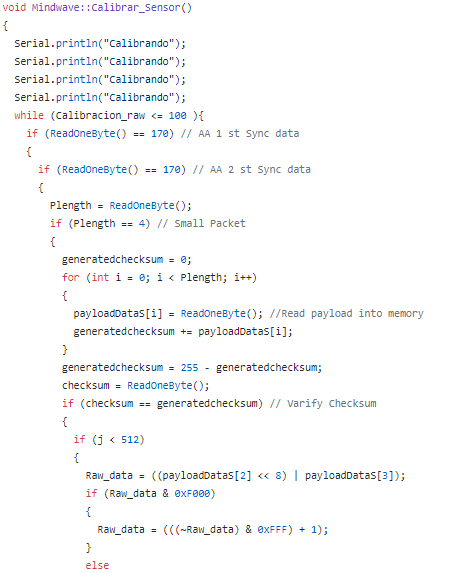 void Mindwave::Calibrar_Sensor()
{
  Serial.println("Calibrando");
  Serial.println("Calibrando");
  Serial.println("Calibrando");
  Serial.println("Calibrando");
  while (Calibracion_raw <= 100 ){
    if (ReadOneByte() == 170) // AA 1 st Sync data
    {
      if (ReadOneByte() == 170) // AA 2 st Sync data
      {
        Plength = ReadOneByte();
        if (Plength == 4) // Small Packet
        {
          generatedchecksum = 0;
          for (int i = 0; i < Plength; i++)
          {
            payloadDataS[i] = ReadOneByte(); //Read payload into memory
            generatedchecksum += payloadDataS[i];
          }
          generatedchecksum = 255 - generatedchecksum;
          checksum = ReadOneByte();
          if (checksum == generatedchecksum) // Varify Checksum
          {
            if (j < 512)
            {
              Raw_data = ((payloadDataS[2] << 8) | payloadDataS[3]);
              if (Raw_data & 0xF000)
              {
                Raw_data = (((~Raw_data) & 0xFFF) + 1);
              }
              else